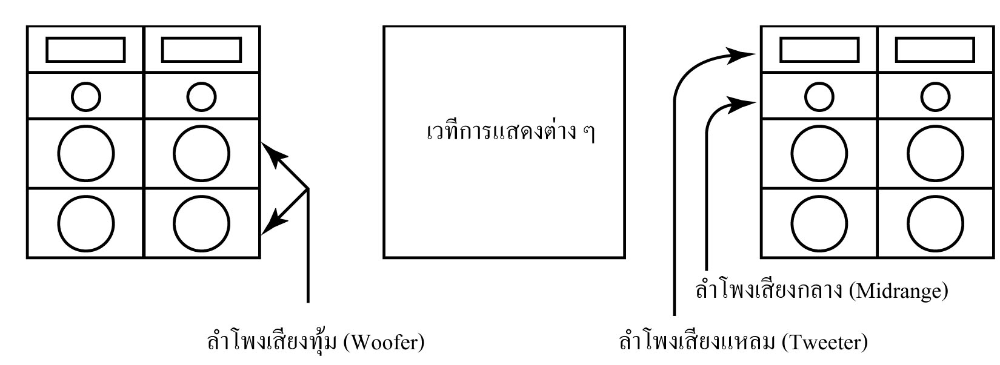 เวทีการแสดงต่าง ๆ
ลำโพงเสียงกลาง (Midrange)
ลำโพงเสียงทุ้ม (Woofer)
ลำโพงเสียงแหลม (Tweeter)